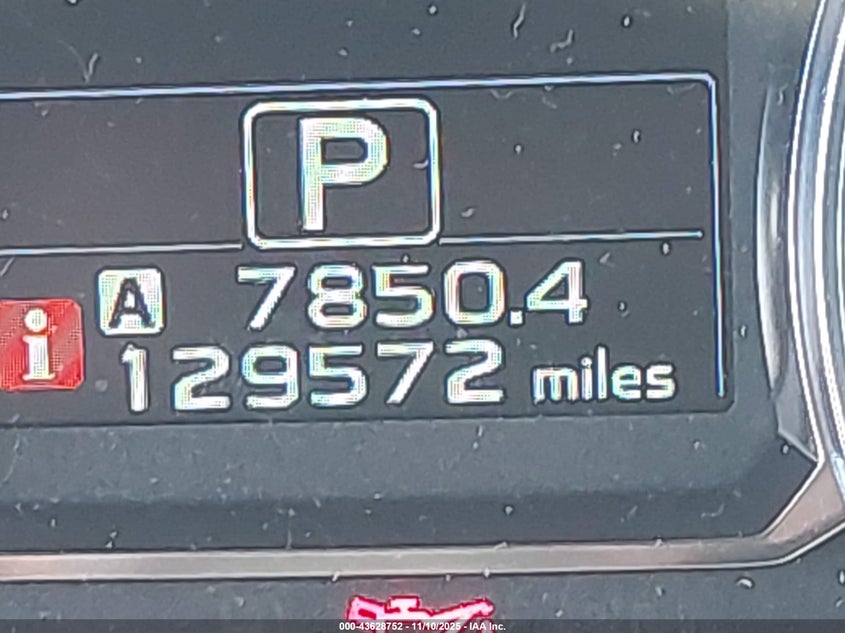 P
A 7850.4
i
129572 miles
000-43628752 - 11/10/2025 - IAA Inc.